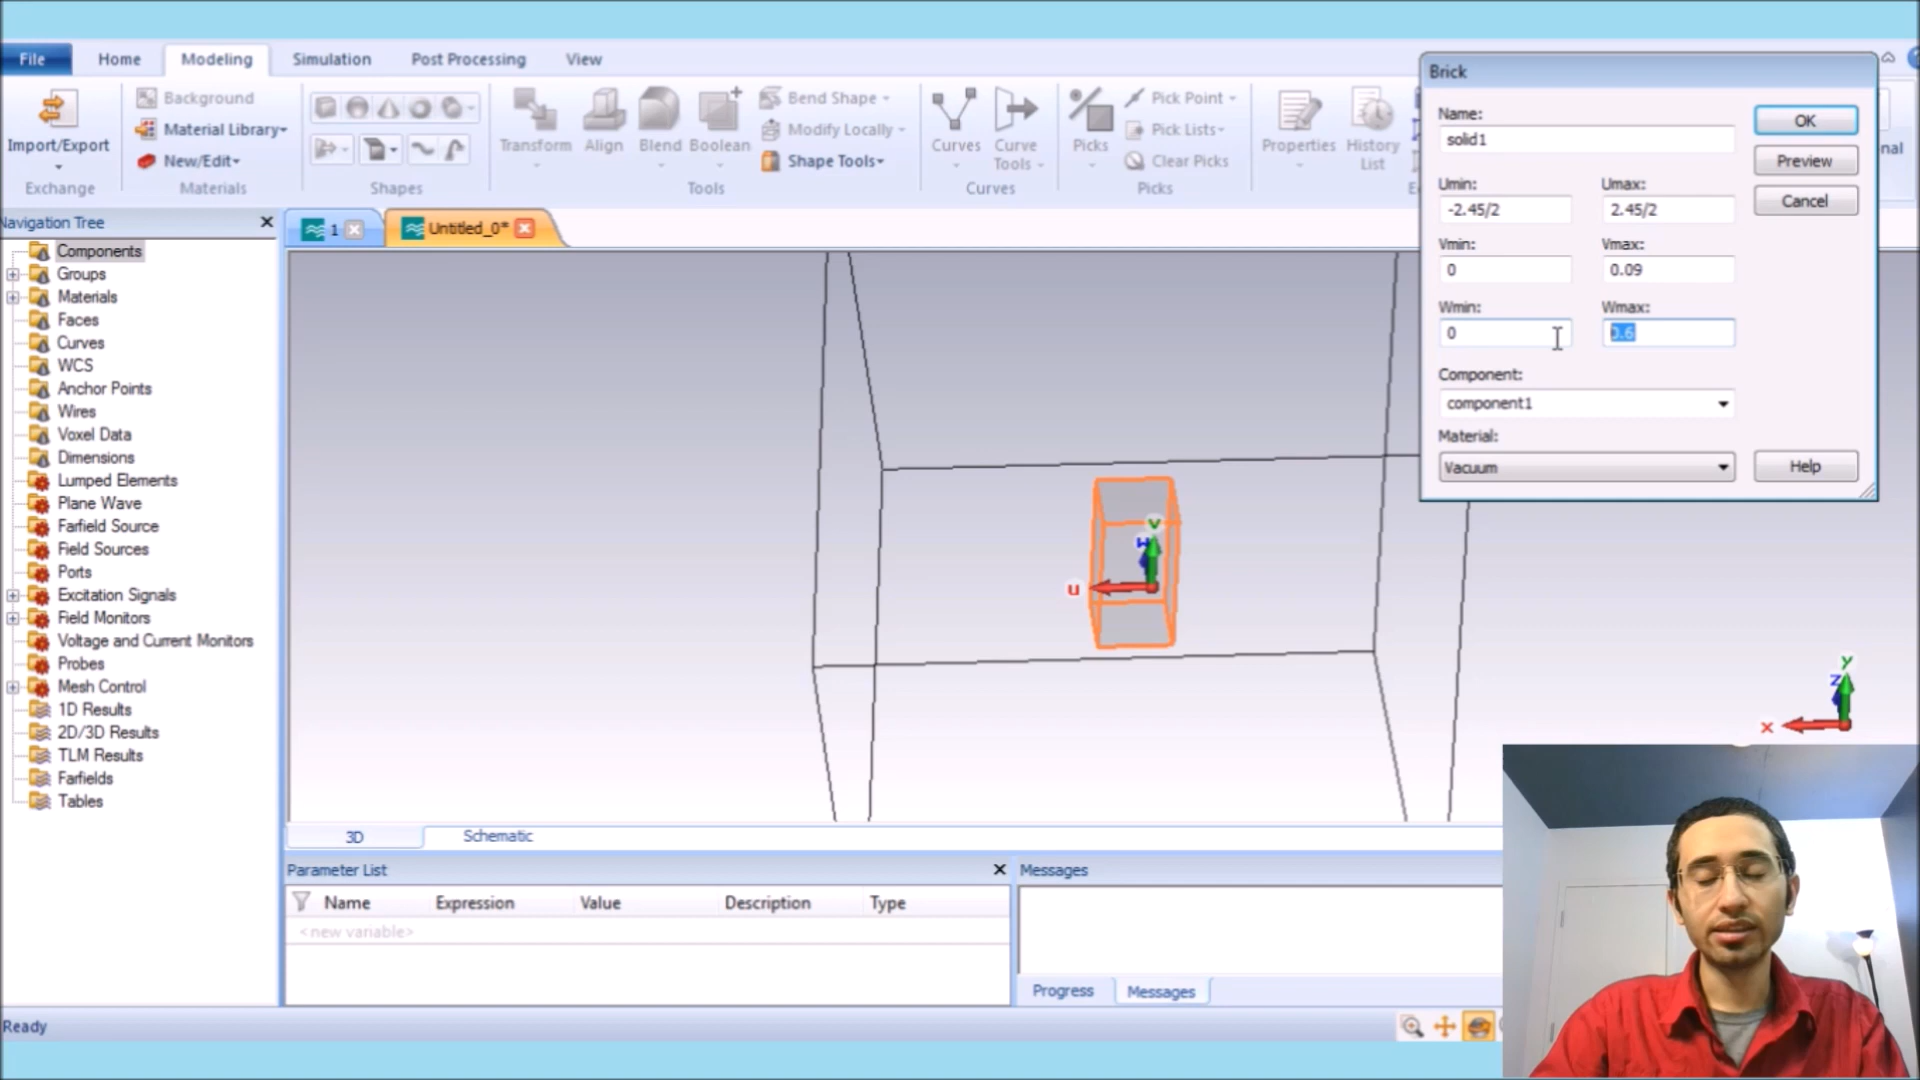 File
Home
Modeling
Simulation
Post Processing
View
Import/Export
Exchange
Background
Material Library
New/Edit
Materials
Shapes
Transform
Align
Blend
Boolean
Bend Shape
Modify Locally
Shape Tools
Tools
Curves
Curve Tools
Curves
Picks
Pick Point
Pick Lists
Clear Picks
Picks
Properties
History List
Brick
Name:
solid1
OK
Preview
Cancel
Umin:
Umax:
-2.45/2
2.45/2
Vmin:
Vmax:
0
0.09
Wmin:
Wmax:
0
0.6
Component:
component1
Material:
Vacuum
Help
Navigation Tree
Components
Groups
Materials
Faces
Curves
WCS
Anchor Points
Wires
Voxel Data
Dimensions
Lumped Elements
Plane Wave
Farfield Source
Field Sources
Ports
Excitation Signals
Field Monitors
Voltage and Current Monitors
Probes
Mesh Control
1D Results
2D/3D Results
TLM Results
Farfields
Tables
1
Untitled_0*
v
w
u
y
z
x
3D
Schematic
Parameter List
Name
Expression
Value
Description
Type
<new variable>
Messages
Progress
Messages
Ready